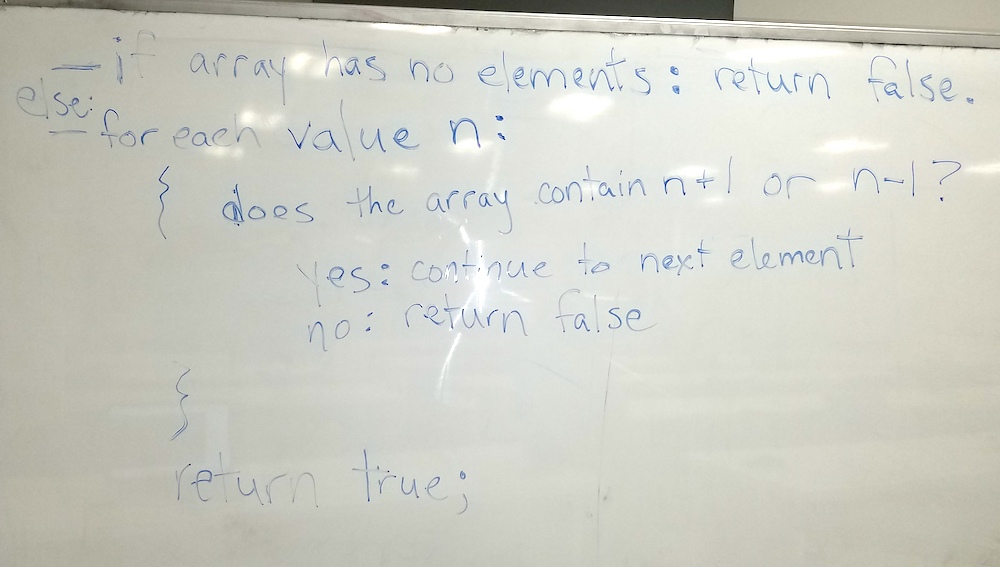 – if array has no elements: return false.
else:
– for each value n:
{ does the array contain n+1 or n-1?
yes: continue to next element
no: return false
}
return true;